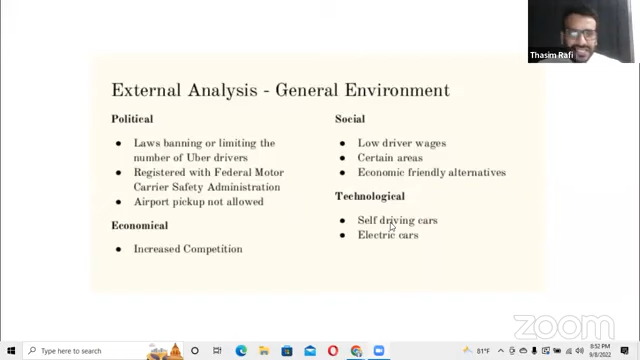 Thasim Rafi
External Analysis - General Environment
Political
● Laws banning or limiting the
number of Uber drivers
● Registered with Federal Motor
Carrier Safety Administration
● Airport pickup not allowed
Economical
● Increased Competition
Social
● Low driver wages
● Certain areas
● Economic friendly alternatives
Technological
● Self driving cars
● Electric cars
zoom
Type here to search
81°F
8:52 PM
9/8/2022